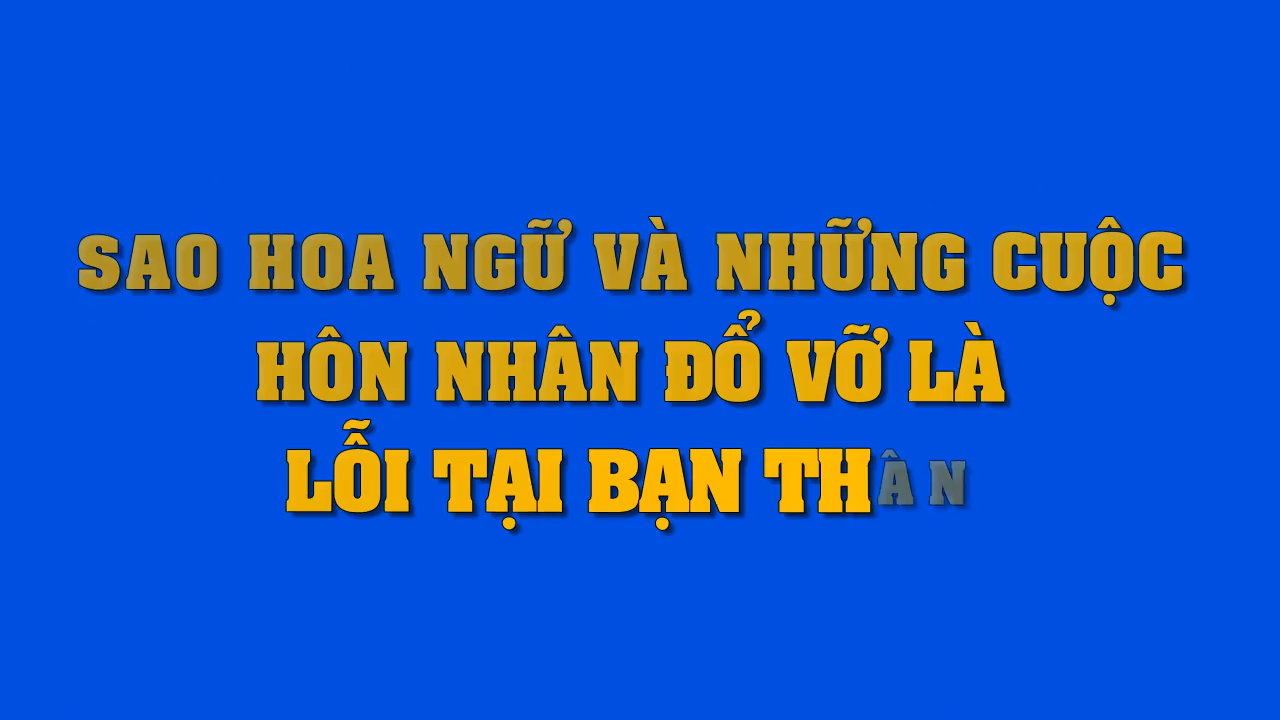 SAO HOA NGỮ VÀ NHỮNG CUỘC
HÔN NHÂN ĐỔ VỠ LÀ
LỖI TẠI BẠN THÂN